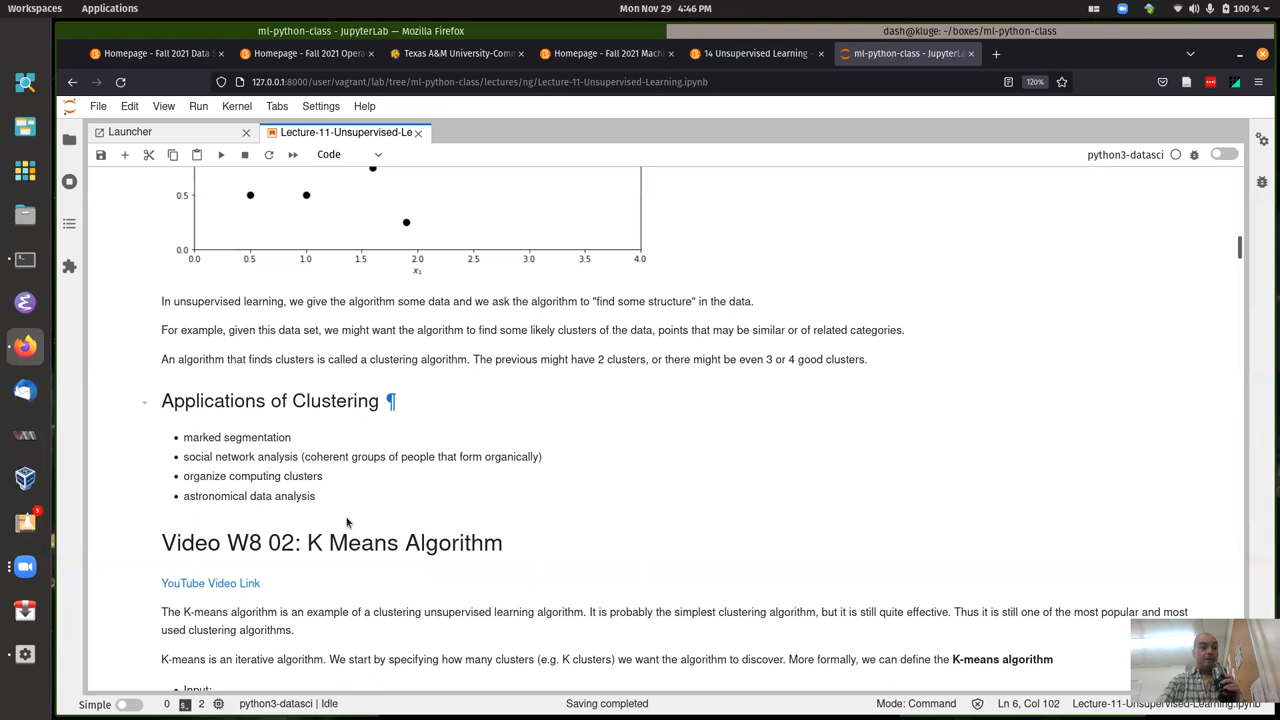 Workspaces Applications Mon Nov 29 4:46 PM 100 %
ml-python-class - JupyterLab — Mozilla Firefox dash@kluge: ~/boxes/ml-python-class
Homepage - Fall 2021 Data S Homepage - Fall 2021 Opera Texas A&M University-Com Homepage - Fall 2021 Machi 14 Unsupervised Learning - ml-python-class - JupyterLa
127.0.0.1:8000/user/vagrant/lab/tree/ml-python-class/lectures/ng/Lecture-11-Unsupervised-Learning.ipynb 120%
File Edit View Run Kernel Tabs Settings Help
Launcher Lecture-11-Unsupervised-Le
Code python3-datasci
0.5
0.0
0.0 0.5 1.0 1.5 2.0 2.5 3.0 3.5 4.0
x₁
In unsupervised learning, we give the algorithm some data and we ask the algorithm to "find some structure" in the data.
For example, given this data set, we might want the algorithm to find some likely clusters of the data, points that may be similar or of related categories.
An algorithm that finds clusters is called a clustering algorithm. The previous might have 2 clusters, or there might be even 3 or 4 good clusters.
Applications of Clustering ¶
• marked segmentation
• social network analysis (coherent groups of people that form organically)
• organize computing clusters
• astronomical data analysis
Video W8 02: K Means Algorithm
YouTube Video Link
The K-means algorithm is an example of a clustering unsupervised learning algorithm. It is probably the simplest clustering algorithm, but it is still quite effective. Thus it is still one of the most popular and most
used clustering algorithms.
K-means is an iterative algorithm. We start by specifying how many clusters (e.g. K clusters) we want the algorithm to discover. More formally, we can define the K-means algorithm
• Input:
Simple 0 2 python3-datasci | Idle Saving completed Mode: Command Ln 6, Col 102 Lecture-11-Unsupervised-Learning.ipynb